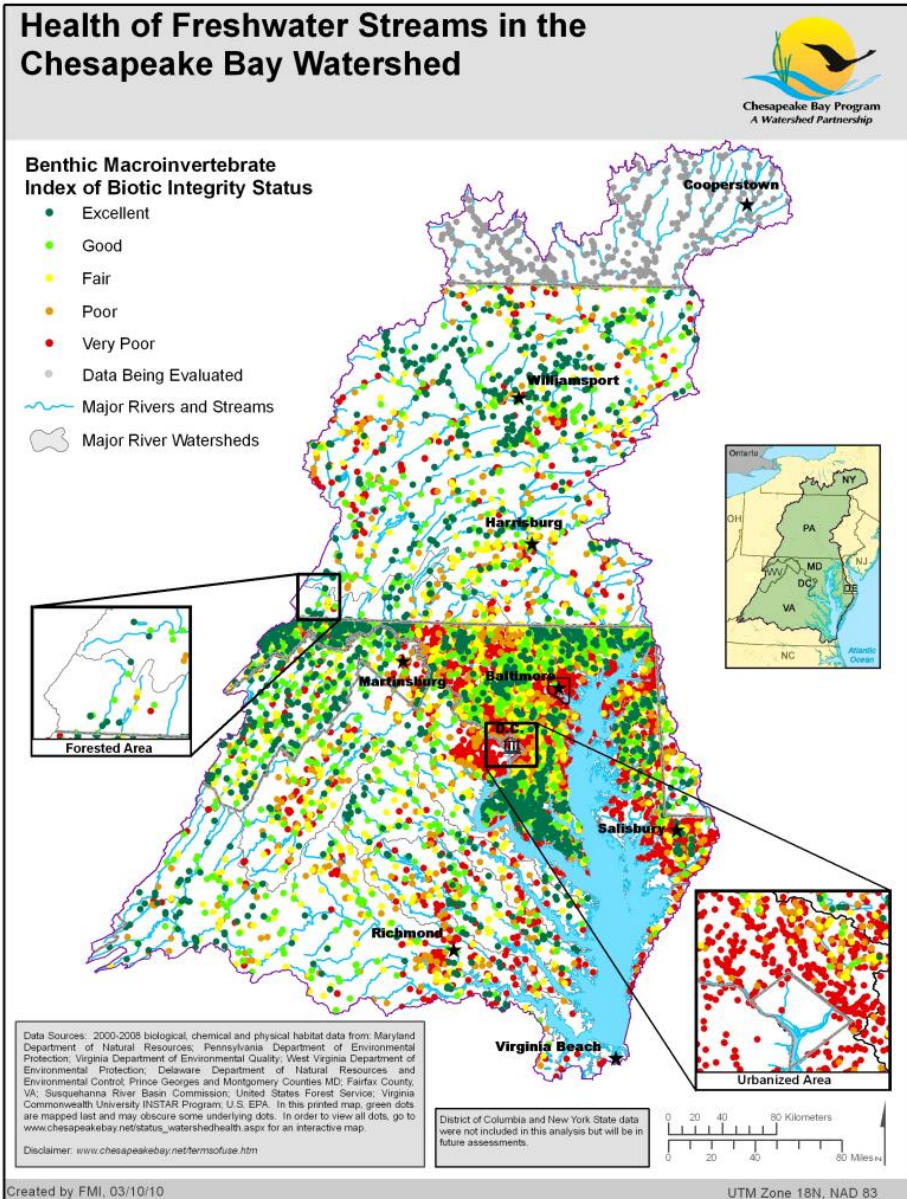 Health of Freshwater Streams in the
Chesapeake Bay Watershed
Chesapeake Bay Program
A Watershed Partnership
Benthic Macroinvertebrate
Index of Biotic Integrity Status
Excellent
Good
Fair
Poor
Very Poor
Data Being Evaluated
Major Rivers and Streams
Major River Watersheds
Cooperstown
Williamsport
Harrisburg
Martinsburg
Baltimore
D.C.
Salisbury
Richmond
Virginia Beach
Ontario
NY
OH
PA
NJ
MD
WV
DC
DE
VA
NC
Atlantic
Ocean
Forested Area
Urbanized Area
Data Sources: 2000-2008 biological, chemical and physical habitat data from: Maryland
Department of Natural Resources; Pennsylvania Department of Environmental
Protection; Virginia Department of Environmental Quality; West Virginia Department of
Environmental Protection; Delaware Department of Natural Resources and
Environmental Control; Prince Georges and Montgomery Counties MD; Fairfax County,
VA; Susquehanna River Basin Commission; United States Forest Service; Virginia
Commonwealth University INSTAR Program; U.S. EPA. In this printed map, green dots
are mapped last and may obscure some underlying dots. In order to view all dots, go to
www.chesapeakebay.net/status_watershedhealth.aspx for an interactive map.
Disclaimer: www.chesapeakebay.net/termsofuse.htm
District of Columbia and New York State data
were not included in this analysis but will be in
future assessments.
0 40 80 Kilometers
0 40 80 Miles
N
Created by FMI, 03/10/10
UTM Zone 18N, NAD 83